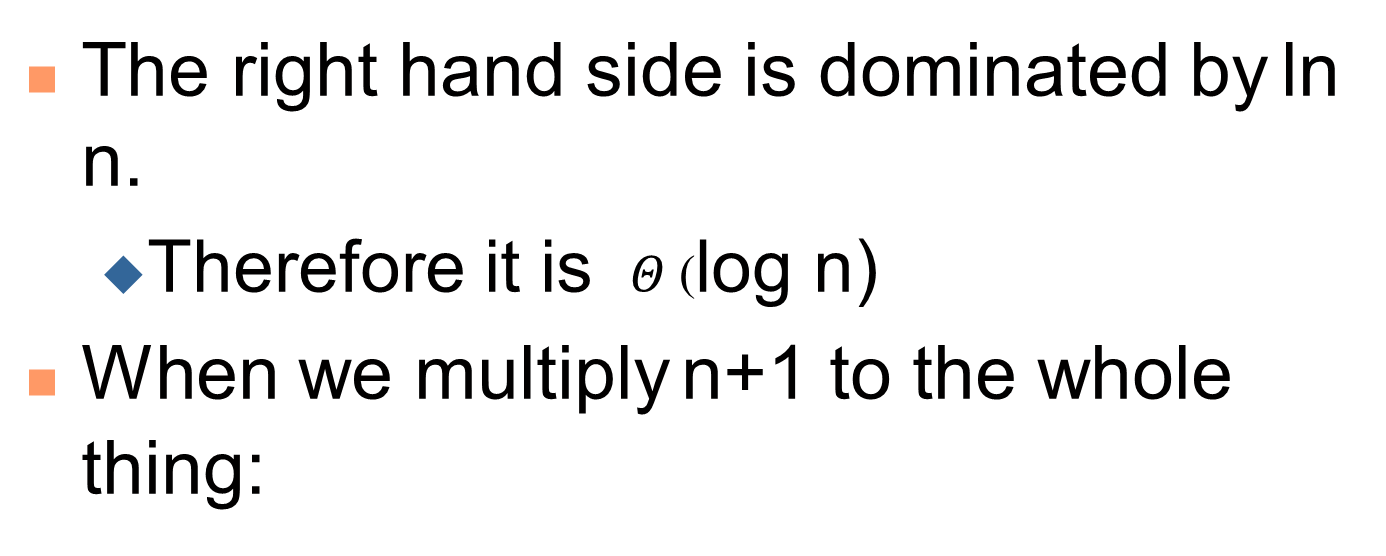 The right hand side is dominated by ln
n.
Therefore it is Θ (log n)
When we multiply n+1 to the whole
thing: